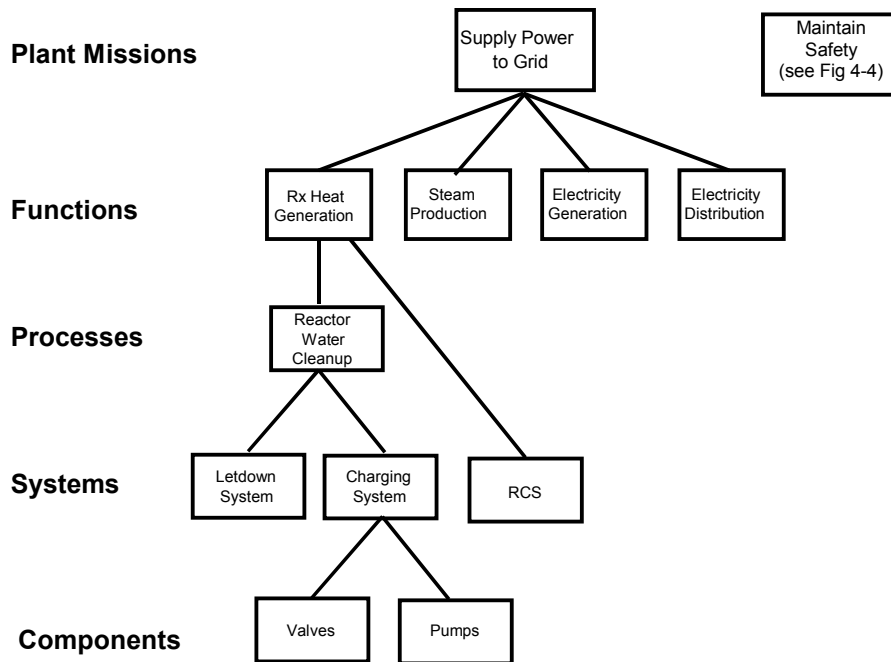 Plant Missions
Supply Power
to Grid
Maintain
Safety
(see Fig 4-4)
Functions
Rx Heat
Generation
Steam
Production
Electricity
Generation
Electricity
Distribution
Processes
Reactor
Water
Cleanup
Systems
Letdown
System
Charging
System
RCS
Components
Valves
Pumps